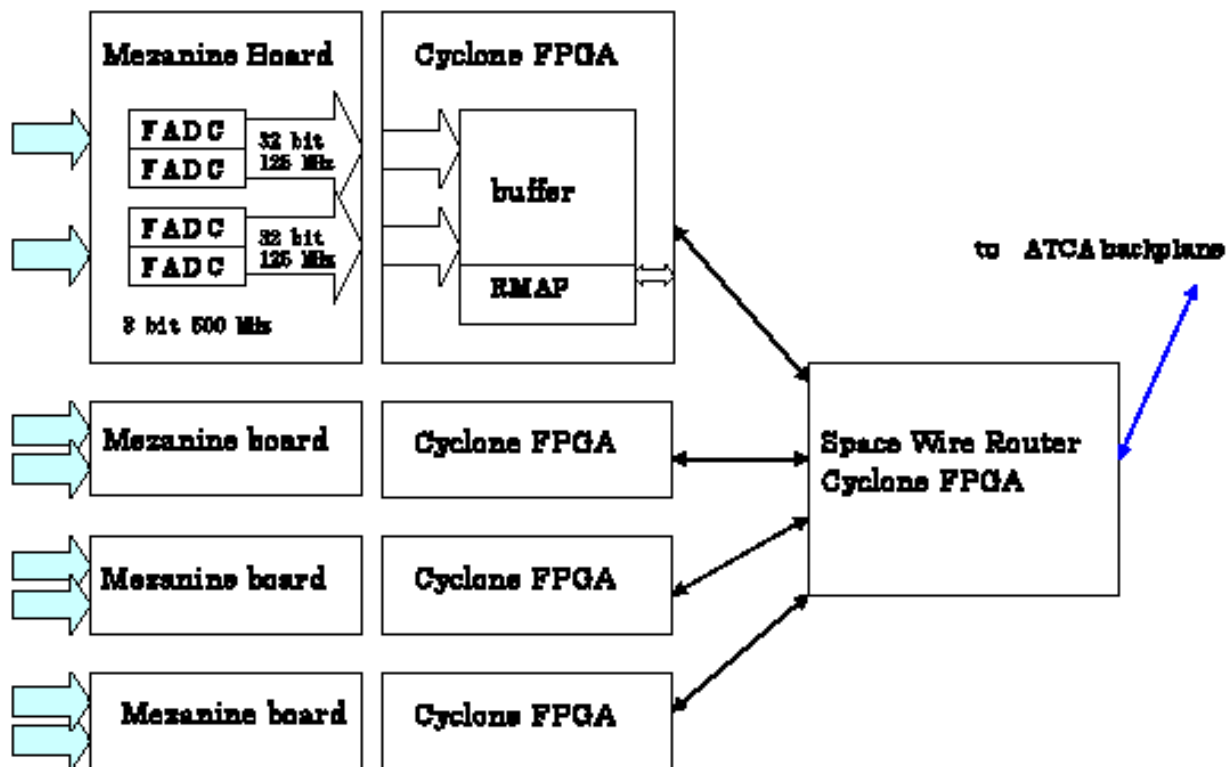 Mezanine Board
Cyclone FPGA
FADC
FADC
32 bit
125 MHz
buffer
FADC
FADC
32 bit
125 MHz
RMAP
8 bit 500 MHz
to ATCA backplane
Mezanine board
Cyclone FPGA
Space Wire Router
Cyclone FPGA
Mezanine board
Cyclone FPGA
Mezanine board
Cyclone FPGA